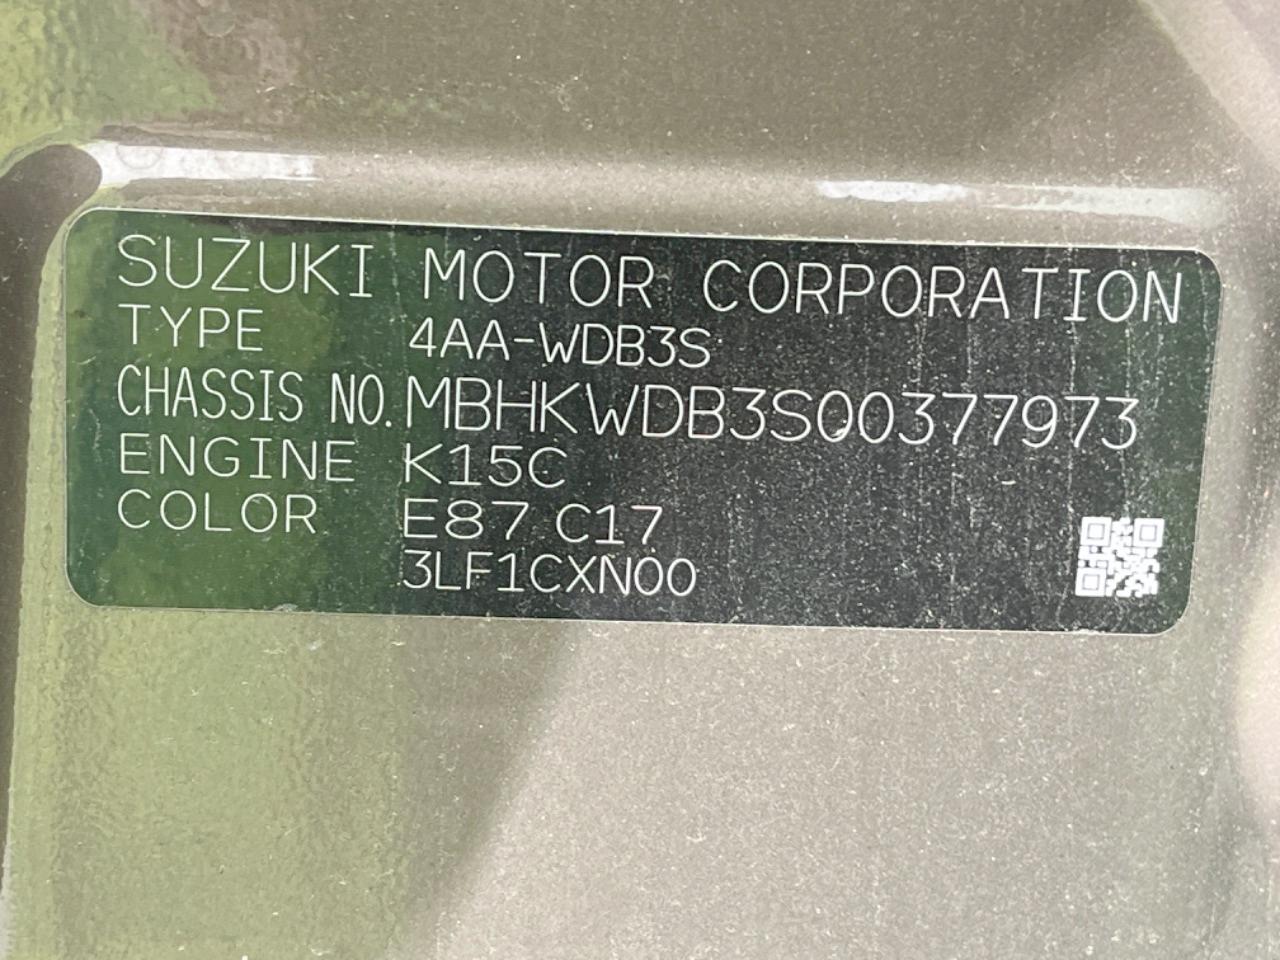 SUZUKI MOTOR CORPORATION
TYPE 4AA-WDB3S
CHASSIS NO. MBHKWDB3S00377973
ENGINE K15C
COLOR E87 C17
3LF1CXN00